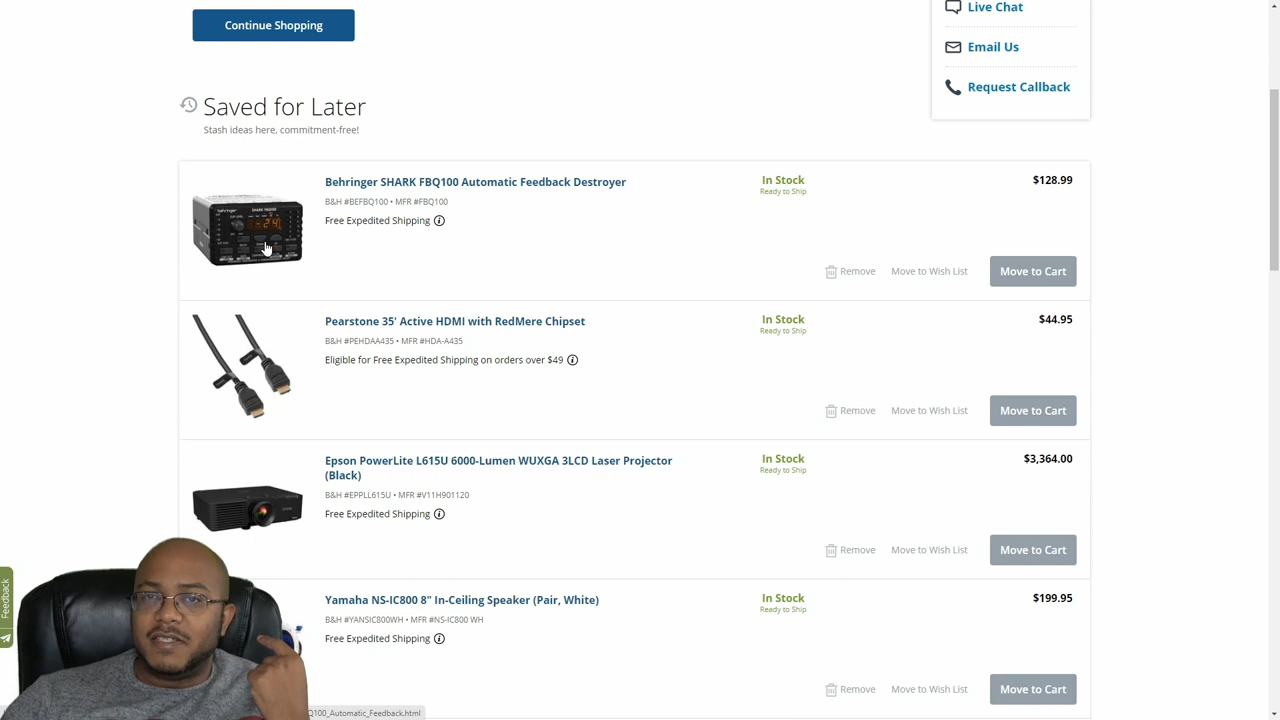 Continue Shopping
Live Chat
Email Us
Request Callback
Saved for Later
Stash ideas here, commitment-free!
Behringer SHARK FBQ100 Automatic Feedback Destroyer
In Stock
$128.99
Ready to Ship
B&H #BEFBQ100 • MFR #FBQ100
Free Expedited Shipping
Remove
Move to Wish List
Move to Cart
Pearstone 35' Active HDMI with RedMere Chipset
In Stock
$44.95
Ready to Ship
B&H #PEHDAA435 • MFR #HDA-A435
Eligible for Free Expedited Shipping on orders over $49
Remove
Move to Wish List
Move to Cart
Epson PowerLite L615U 6000-Lumen WUXGA 3LCD Laser Projector
(Black)
In Stock
$3,364.00
Ready to Ship
B&H #EPPLL615U • MFR #V11H901120
Free Expedited Shipping
Remove
Move to Wish List
Move to Cart
Yamaha NS-IC800 8" In-Ceiling Speaker (Pair, White)
In Stock
$199.95
Ready to Ship
B&H #YANSIC800WH • MFR #NS-IC800 WH
Free Expedited Shipping
Remove
Move to Wish List
Move to Cart
Feedback
Q100_Automatic_Feedback.html